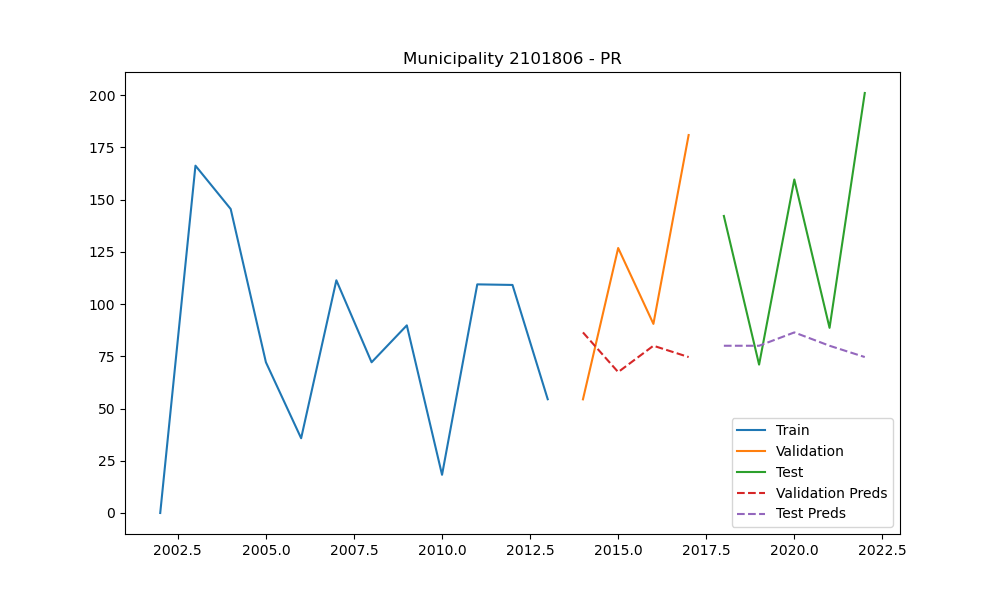 Municipality 2101806 - PR
200
175
150
125
100
75
50
25
0
2002.5 2005.0 2007.5 2010.0 2012.5 2015.0 2017.5 2020.0 2022.5
Train
Validation
Test
Validation Preds
Test Preds